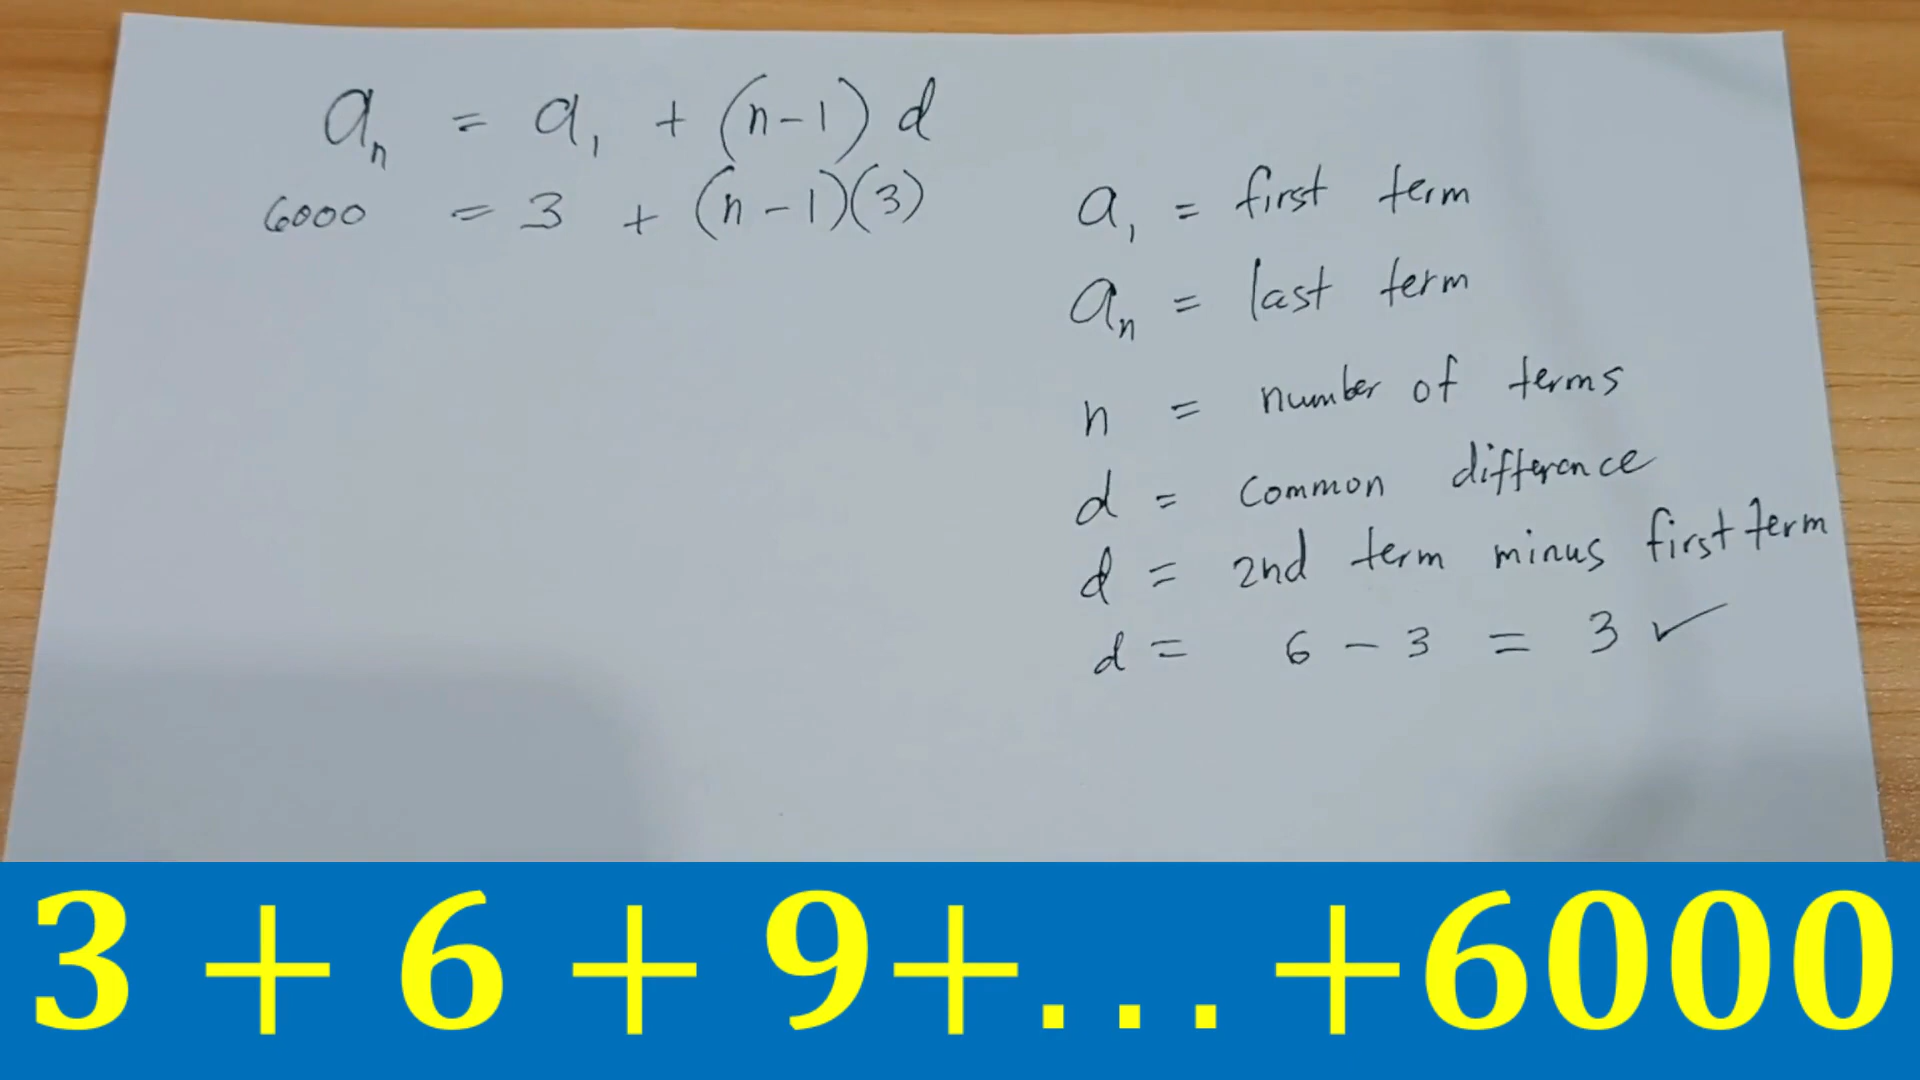 aₙ = a₁ + (n-1) d
6000 = 3 + (n-1)(3)
a₁ = first term
aₙ = last term
n = number of terms
d = common difference
d = 2nd term minus first term
d = 6 - 3 = 3 ✓
3 + 6 + 9+...+6000